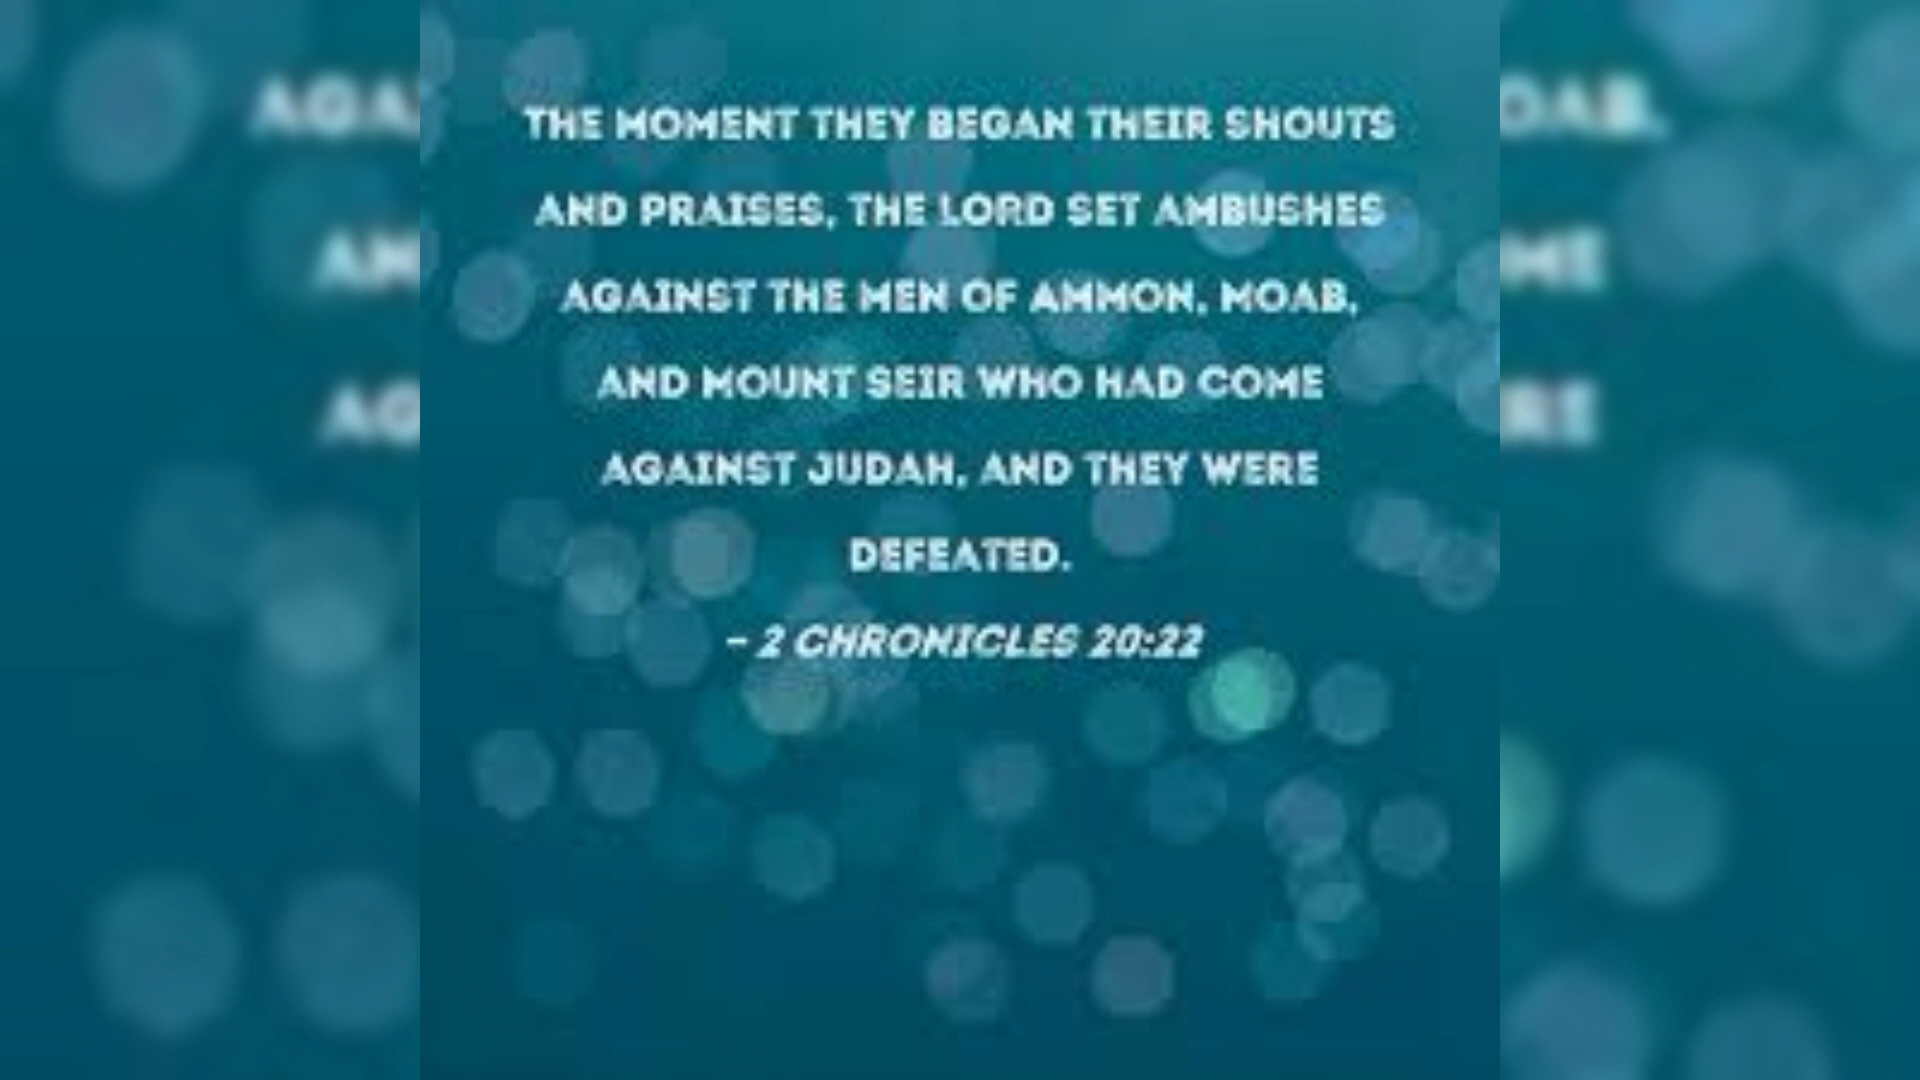 THE MOMENT THEY BEGAN THEIR SHOUTS
AND PRAISES, THE LORD SET AMBUSHES
AGAINST THE MEN OF AMMON, MOAB,
AND MOUNT SEIR WHO HAD COME
AGAINST JUDAH, AND THEY WERE
DEFEATED.
– 2 CHRONICLES 20:22